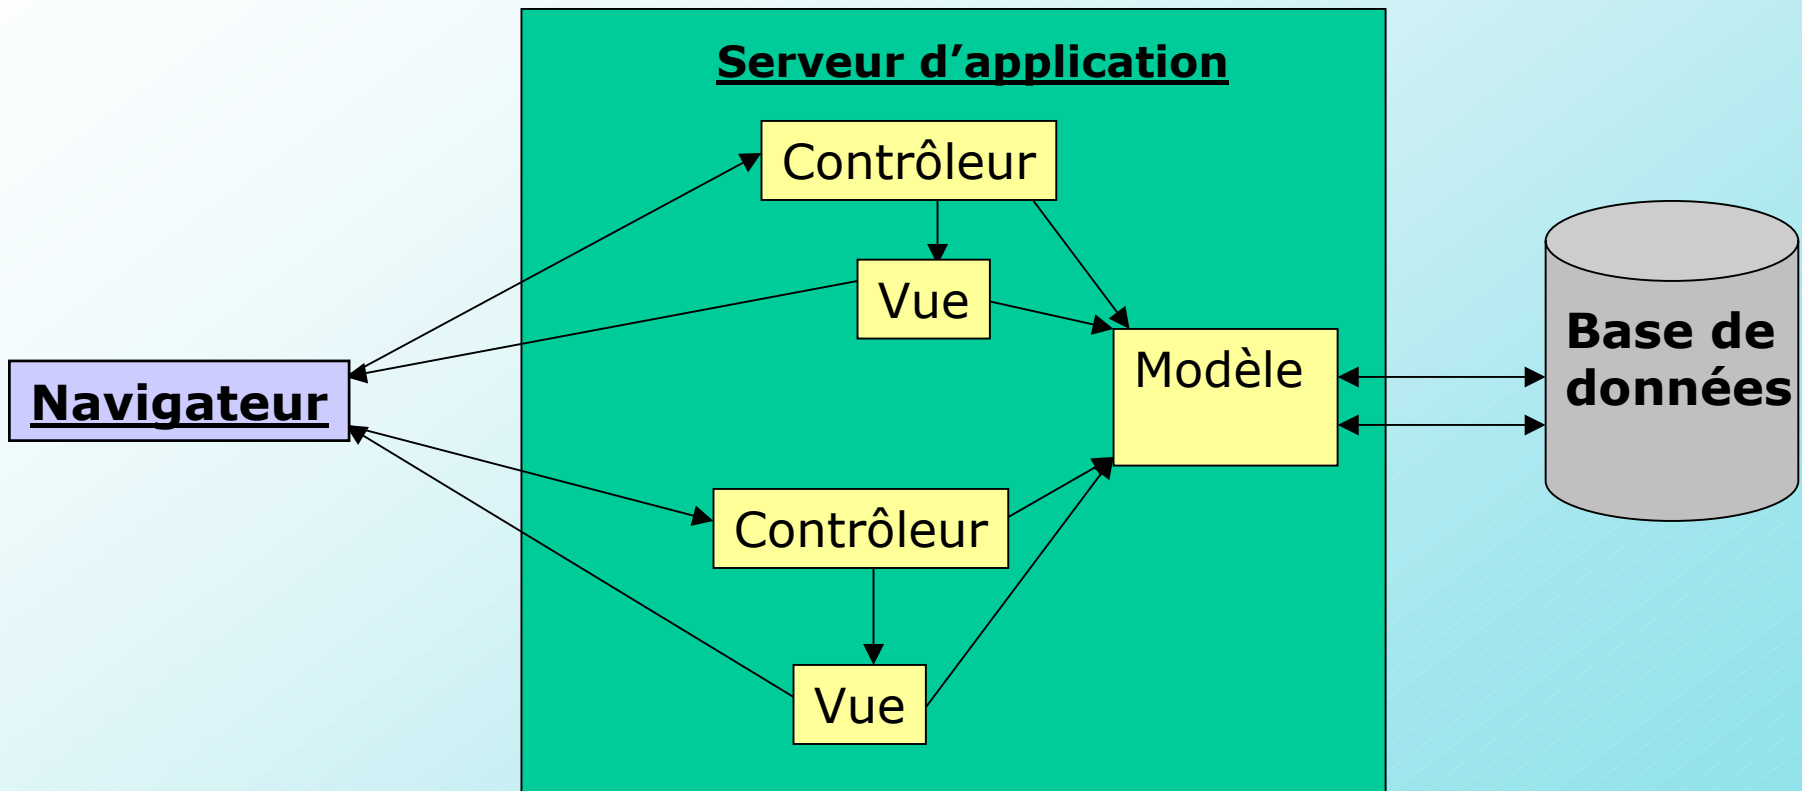 Serveur d’application
Contrôleur
Vue
Modèle
Base de
données
Navigateur
Contrôleur
Vue